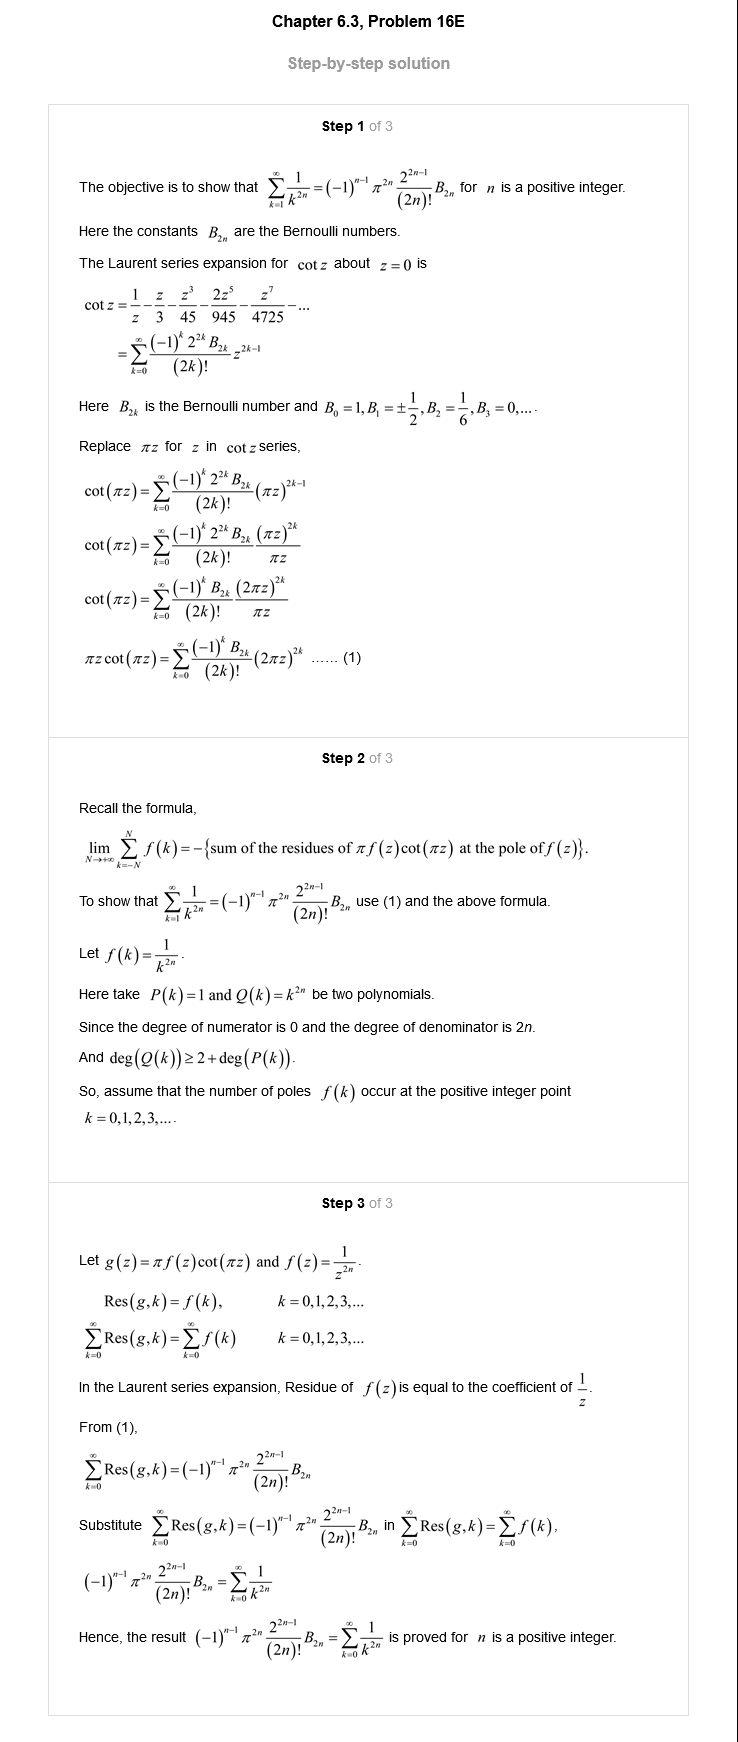 Chapter 6.3, Problem 16E
Step-by-step solution
Step 1 of 3
The objective is to show that $\sum_{k=1}^{\infty}\frac{1}{k^{2n}}=(-1)^{n-1}\pi^{2n}\frac{2^{2n-1}}{(2n)!}B_{2n}$ for $n$ is a positive integer.
Here the constants $B_{2n}$ are the Bernoulli numbers.
The Laurent series expansion for $\cot z$ about $z=0$ is
$\cot z=\frac{1}{z}-\frac{z}{3}-\frac{z^{3}}{45}-\frac{2z^{5}}{945}-\frac{z^{7}}{4725}-...$
$=\sum_{k=0}^{\infty}\frac{(-1)^{k}2^{2k}B_{2k}}{(2k)!}z^{2k-1}$
Here $B_{2k}$ is the Bernoulli number and $B_{0}=1,B_{1}=\pm\frac{1}{2},B_{2}=\frac{1}{6},B_{3}=0,...$.
Replace $\pi z$ for $z$ in $\cot z$ series,
$\cot(\pi z)=\sum_{k=0}^{\infty}\frac{(-1)^{k}2^{2k}B_{2k}}{(2k)!}(\pi z)^{2k-1}$
$\cot(\pi z)=\sum_{k=0}^{\infty}\frac{(-1)^{k}2^{2k}B_{2k}}{(2k)!}\frac{(\pi z)^{2k}}{\pi z}$
$\cot(\pi z)=\sum_{k=0}^{\infty}\frac{(-1)^{k}B_{2k}}{(2k)!}\frac{(2\pi z)^{2k}}{\pi z}$
$\pi z\cot(\pi z)=\sum_{k=0}^{\infty}\frac{(-1)^{k}B_{2k}}{(2k)!}(2\pi z)^{2k}$ ...... (1)
Step 2 of 3
Recall the formula,
$\lim_{N\to+\infty}\sum_{k=-N}^{N}f(k)=-\{$sum of the residues of $\pi f(z)\cot(\pi z)$ at the pole of $f(z)\}$.
To show that $\sum_{k=1}^{\infty}\frac{1}{k^{2n}}=(-1)^{n-1}\pi^{2n}\frac{2^{2n-1}}{(2n)!}B_{2n}$ use (1) and the above formula.
Let $f(k)=\frac{1}{k^{2n}}$.
Here take $P(k)=1$ and $Q(k)=k^{2n}$ be two polynomials.
Since the degree of numerator is 0 and the degree of denominator is 2n.
And $\deg(Q(k))\geq 2+\deg(P(k))$.
So, assume that the number of poles $f(k)$ occur at the positive integer point
$k=0,1,2,3,...$.
Step 3 of 3
Let $g(z)=\pi f(z)\cot(\pi z)$ and $f(z)=\frac{1}{z^{2n}}$.
$\text{Res}(g,k)=f(k),$ $k=0,1,2,3,...$
$\sum_{k=0}^{\infty}\text{Res}(g,k)=\sum_{k=0}^{\infty}f(k)$ $k=0,1,2,3,...$
In the Laurent series expansion, Residue of $f(z)$ is equal to the coefficient of $\frac{1}{z}$.
From (1),
$\sum_{k=0}^{\infty}\text{Res}(g,k)=(-1)^{n-1}\pi^{2n}\frac{2^{2n-1}}{(2n)!}B_{2n}$
Substitute $\sum_{k=0}^{\infty}\text{Res}(g,k)=(-1)^{n-1}\pi^{2n}\frac{2^{2n-1}}{(2n)!}B_{2n}$ in $\sum_{k=0}^{\infty}\text{Res}(g,k)=\sum_{k=0}^{\infty}f(k)$,
$(-1)^{n-1}\pi^{2n}\frac{2^{2n-1}}{(2n)!}B_{2n}=\sum_{k=0}^{\infty}\frac{1}{k^{2n}}$
Hence, the result $(-1)^{n-1}\pi^{2n}\frac{2^{2n-1}}{(2n)!}B_{2n}=\sum_{k=0}^{\infty}\frac{1}{k^{2n}}$ is proved for $n$ is a positive integer.